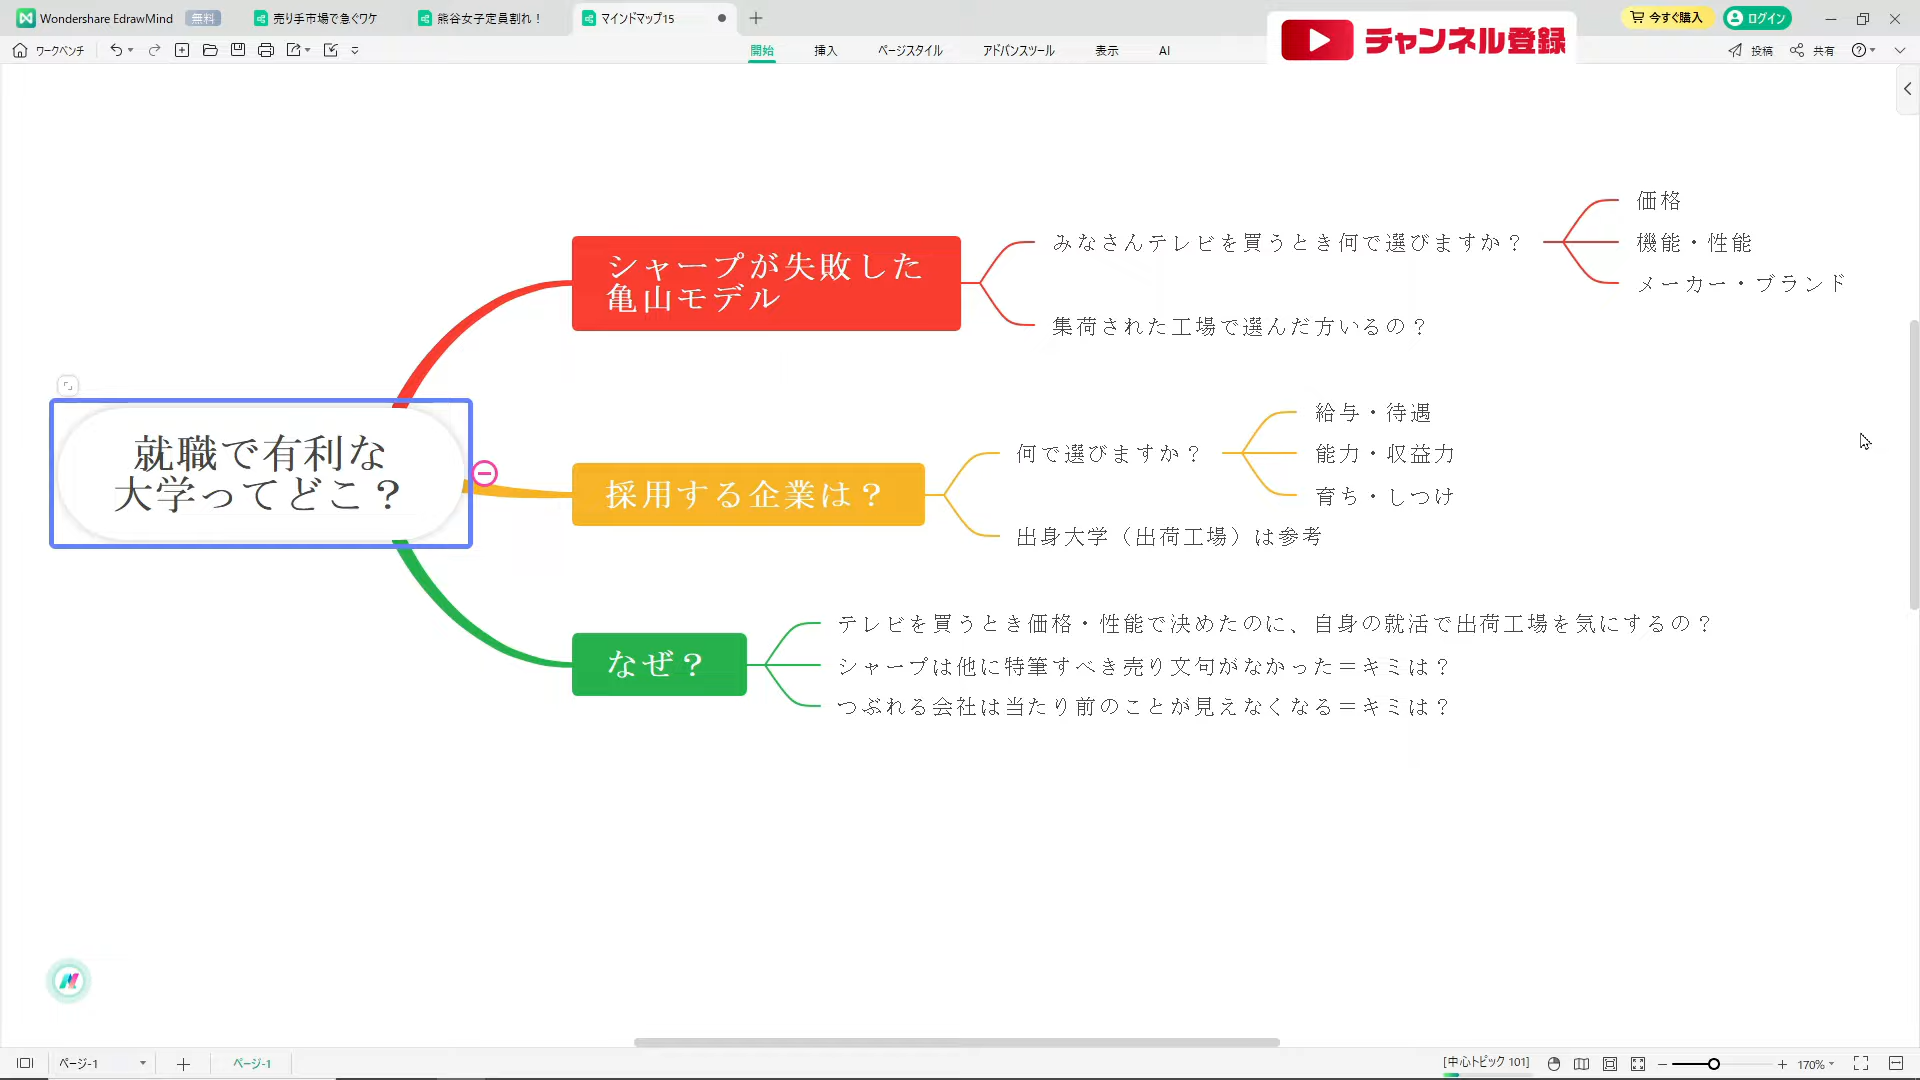 Wondershare EdrawMind 無料 売り手市場で急ぐワケ 熊谷女子定員割れ！ マインドマップ15
今すぐ購入 ログイン
ワークベンチ
開始 挿入 ページスタイル アドバンスツール 表示 AI
チャンネル登録
投稿 共有
シャープが失敗した
亀山モデル
みなさんテレビを買うとき何で選びますか？
価格
機能・性能
メーカー・ブランド
集荷された工場で選んだ方いるの？
就職で有利な
大学ってどこ？
採用する企業は？
何で選びますか？
給与・待遇
能力・収益力
育ち・しつけ
出身大学（出荷工場）は参考
なぜ？
テレビを買うとき価格・性能で決めたのに、自身の就活で出荷工場を気にするの？
シャープは他に特筆すべき売り文句がなかった＝キミは？
つぶれる会社は当たり前のことが見えなくなる＝キミは？
ページ-1 ページ-1
[中心トピック 101] 170%